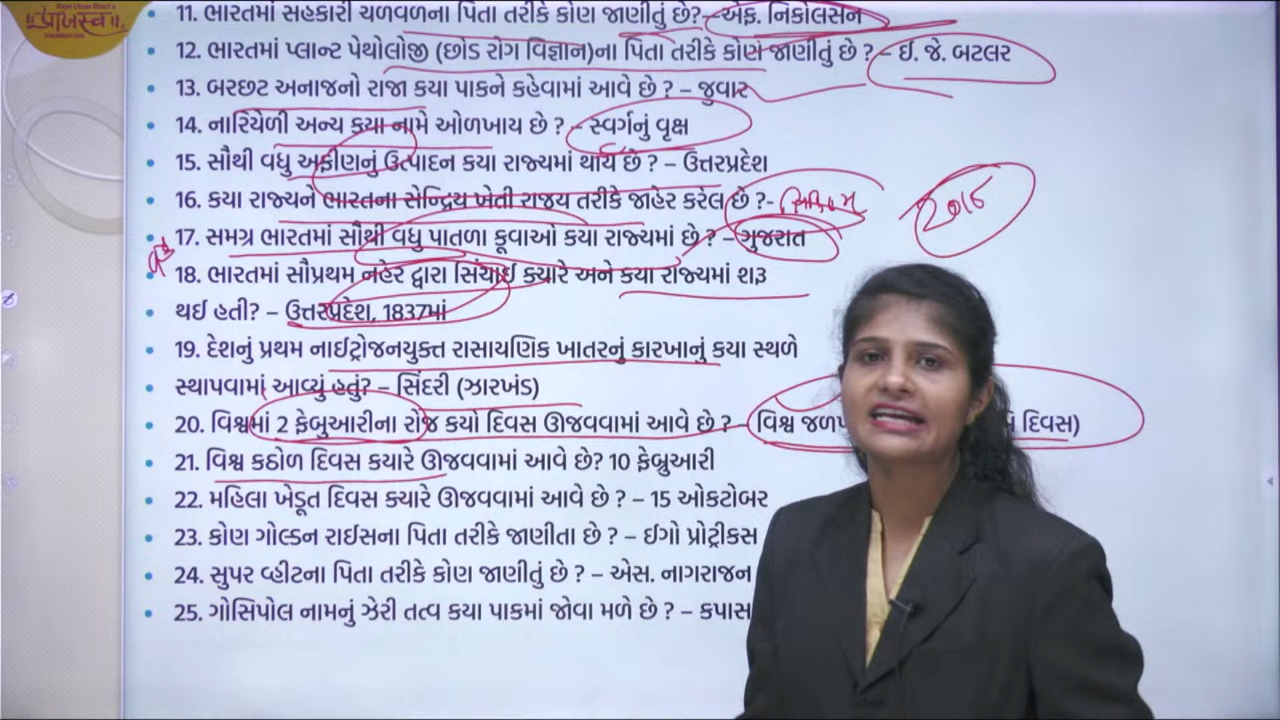 પ્રાખસ્વ
11. ભારતમાં સહકારી ચળવળના પિતા તરીકે કોણ જાણીતું છે? – એફ. નિકોલસન
12. ભારતમાં પ્લાન્ટ પેથોલોજી (છોડ રોગ વિજ્ઞાન)ના પિતા તરીકે કોણ જાણીતું છે ? – ઈ. જે. બટલર
13. બરછટ અનાજનો રાજા કયા પાકને કહેવામાં આવે છે ? – જુવાર
14. નારિયેળી અન્ય કયા નામે ઓળખાય છે ? – સ્વર્ગનું વૃક્ષ
15. સૌથી વધુ અફીણનું ઉત્પાદન કયા રાજ્યમાં થાય છે ? – ઉત્તરપ્રદેશ
16. કયા રાજ્યને ભારતના સેન્દ્રિય ખેતી રાજય તરીકે જાહેર કરેલ છે ?- સિક્કિમ 2016
17. સમગ્ર ભારતમાં સૌથી વધુ પાતળા કૂવાઓ કયા રાજ્યમાં છે ? – ગુજરાત
18. ભારતમાં સૌપ્રથમ નહેર દ્વારા સિંચાઈ ક્યારે અને કયા રાજ્યમાં શરૂ
થઈ હતી? – ઉત્તરપ્રદેશ, 1837માં
19. દેશનું પ્રથમ નાઈટ્રોજનયુક્ત રાસાયણિક ખાતરનું કારખાનું કયા સ્થળે
સ્થાપવામાં આવ્યું હતું? – સિંદરી (ઝારખંડ)
20. વિશ્વમાં 2 ફેબુઆરીના રોજ કયો દિવસ ઊજવવામાં આવે છે ? – વિશ્વ દિવસ)
21. વિશ્વ કઠોળ દિવસ ક્યારે ઊજવવામાં આવે છે? 10 ફેબ્રુઆરી
22. મહિલા ખેડૂત દિવસ ક્યારે ઊજવવામાં આવે છે ? – 15 ઓકટોબર
23. કોણ ગોલ્ડન રાઈસના પિતા તરીકે જાણીતા છે ? – ઈગો પ્રોટ્રીકસ
24. સુપર વ્હીટના પિતા તરીકે કોણ જાણીતું છે ? – એસ. નાગરાજન
25. ગોસિપોલ નામનું ઝેરી તત્વ કયા પાકમાં જોવા મળે છે ? – કપાસ